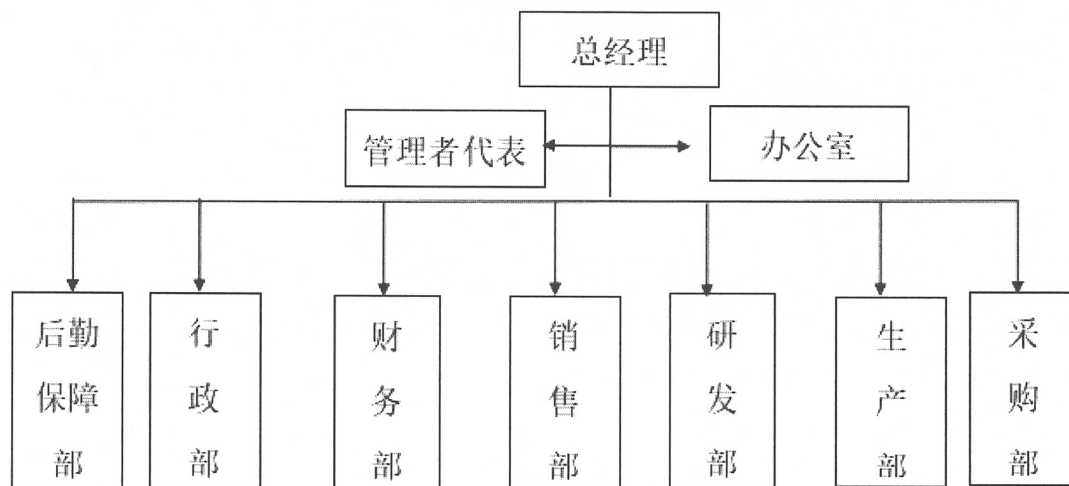 总经理
管理者代表
办公室
后勤
保障
部
行
政
部
财
务
部
销
售
部
研
发
部
生
产
部
采
购
部